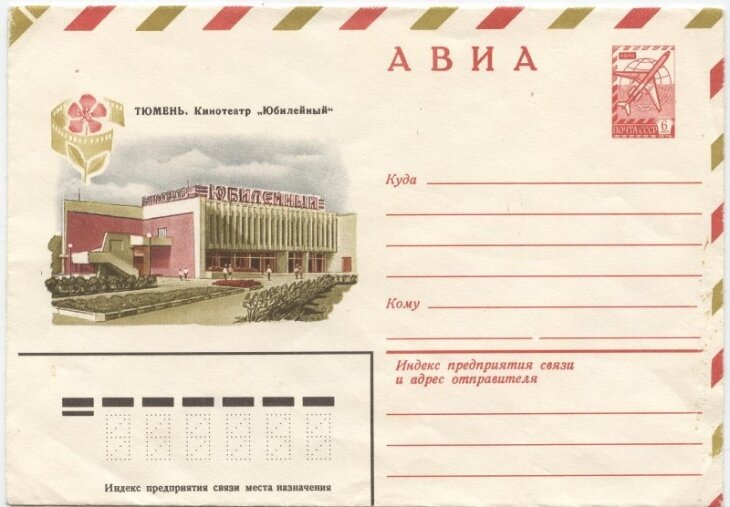 АВИА
АВИА
ПОЧТА СССР 6 К
ТЮМЕНЬ. Кинотеатр „Юбилейный“
КИНОТЕАТР ЮБИЛЕЙНЫЙ
Куда
Кому
Индекс предприятия связи
и адрес отправителя
Индекс предприятия связи места назначения